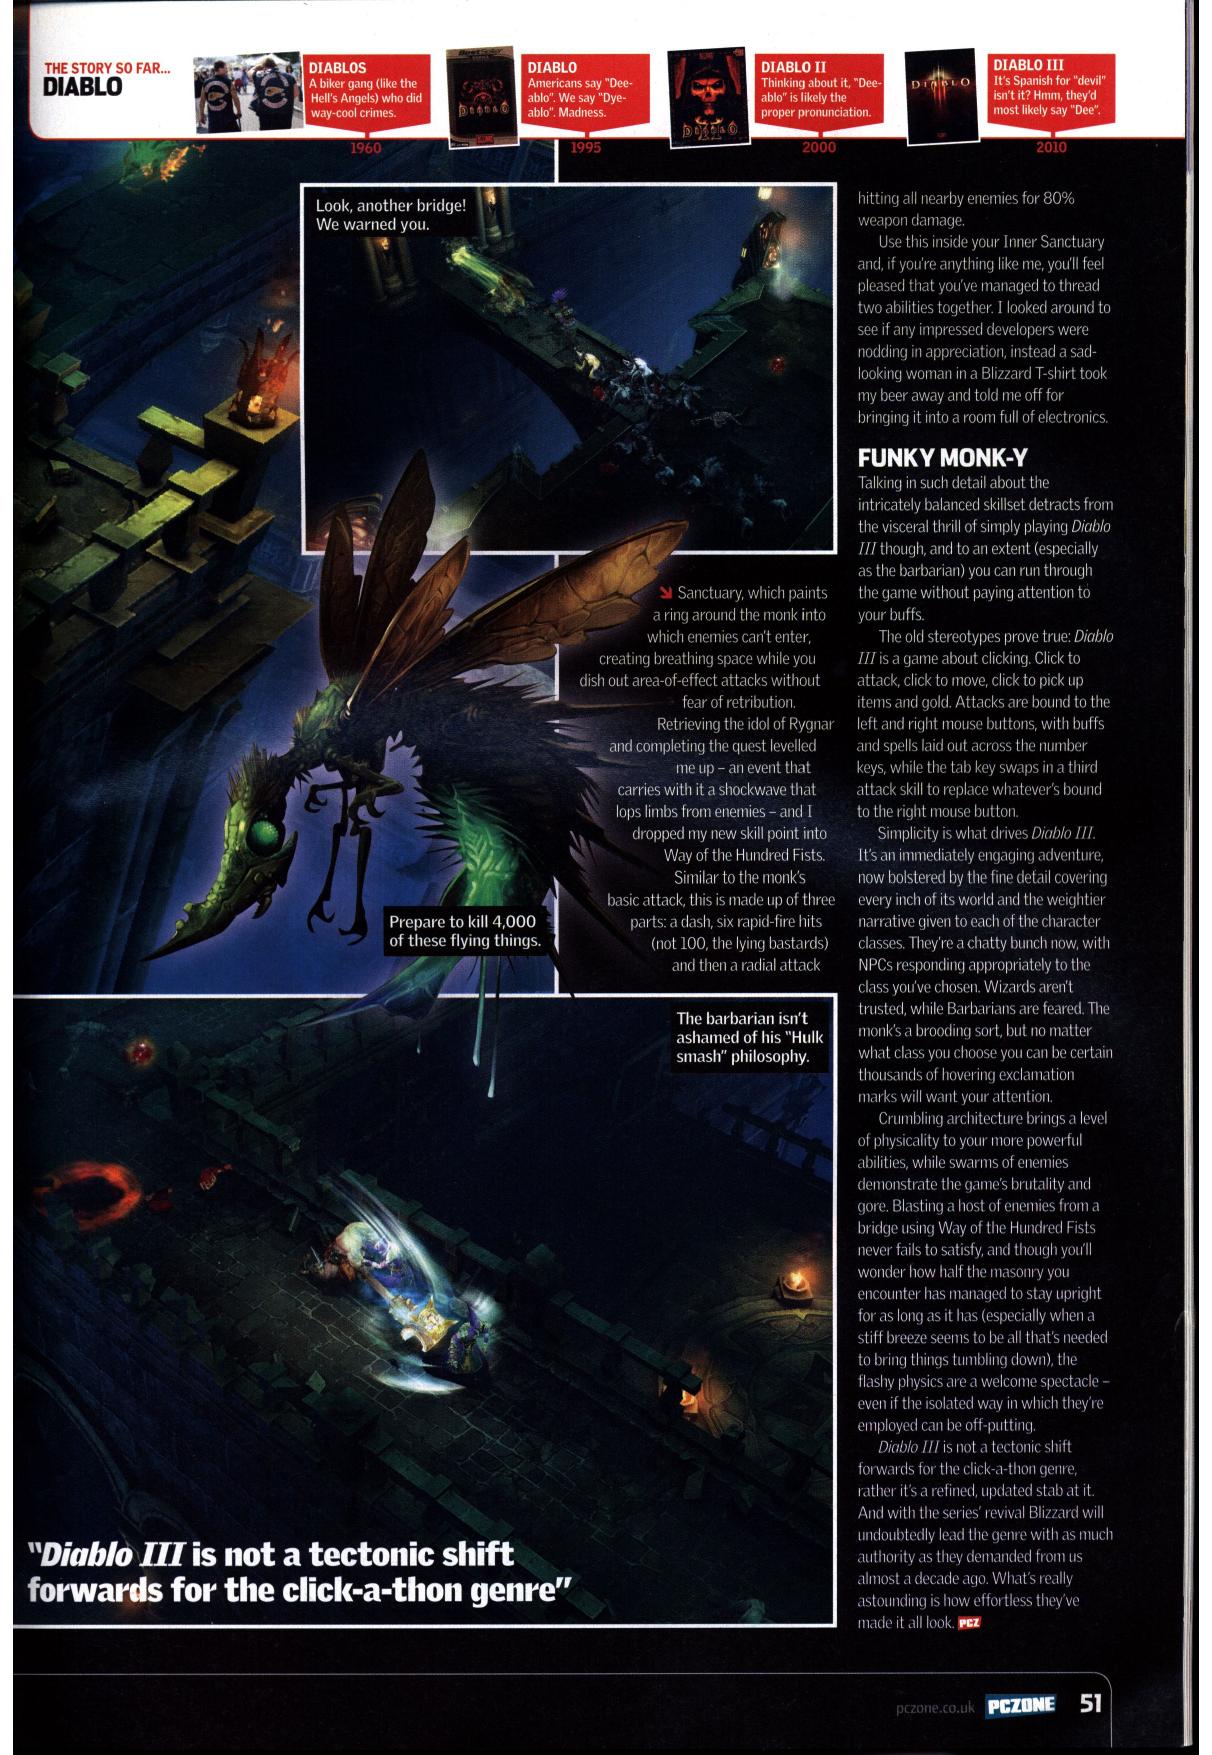 THE STORY SO FAR...
DIABLO
DIABLOS
A biker gang (like the
Hell's Angels) who did
way-cool crimes.
1960
DIABLO
Americans say "Dee-
ablo". We say "Dye-
ablo". Madness.
1995
DIABLO II
Thinking about it, "Dee-
ablo" is likely the
proper pronunciation.
2000
DIABLO III
It's Spanish for "devil"
isn't it? Hmm, they'd
most likely say "Dee".
2010
DIABLO
DIABLO
DIABLO
Look, another bridge!
We warned you.
Sanctuary, which paints
a ring around the monk into
which enemies can't enter,
creating breathing space while you
dish out area-of-effect attacks without
fear of retribution.
Retrieving the idol of Rygnar
and completing the quest levelled
me up – an event that
carries with it a shockwave that
lops limbs from enemies – and I
dropped my new skill point into
Way of the Hundred Fists.
Similar to the monk's
basic attack, this is made up of three
parts: a dash, six rapid-fire hits
(not 100, the lying bastards)
and then a radial attack
Prepare to kill 4,000
of these flying things.
The barbarian isn't
ashamed of his "Hulk
smash" philosophy.
"Diablo III is not a tectonic shift
forwards for the click-a-thon genre"
hitting all nearby enemies for 80%
weapon damage.
Use this inside your Inner Sanctuary
and, if you're anything like me, you'll feel
pleased that you've managed to thread
two abilities together. I looked around to
see if any impressed developers were
nodding in appreciation, instead a sad-
looking woman in a Blizzard T-shirt took
my beer away and told me off for
bringing it into a room full of electronics.
FUNKY MONK-Y
Talking in such detail about the
intricately balanced skillset detracts from
the visceral thrill of simply playing Diablo
III though, and to an extent (especially
as the barbarian) you can run through
the game without paying attention to
your buffs.
The old stereotypes prove true: Diablo
III is a game about clicking. Click to
attack, click to move, click to pick up
items and gold. Attacks are bound to the
left and right mouse buttons, with buffs
and spells laid out across the number
keys, while the tab key swaps in a third
attack skill to replace whatever's bound
to the right mouse button.
Simplicity is what drives Diablo III.
It's an immediately engaging adventure,
now bolstered by the fine detail covering
every inch of its world and the weightier
narrative given to each of the character
classes. They're a chatty bunch now, with
NPCs responding appropriately to the
class you've chosen. Wizards aren't
trusted, while Barbarians are feared. The
monk's a brooding sort, but no matter
what class you choose you can be certain
thousands of hovering exclamation
marks will want your attention.
Crumbling architecture brings a level
of physicality to your more powerful
abilities, while swarms of enemies
demonstrate the game's brutality and
gore. Blasting a host of enemies from a
bridge using Way of the Hundred Fists
never fails to satisfy, and though you'll
wonder how half the masonry you
encounter has managed to stay upright
for as long as it has (especially when a
stiff breeze seems to be all that's needed
to bring things tumbling down), the
flashy physics are a welcome spectacle –
even if the isolated way in which they're
employed can be off-putting.
Diablo III is not a tectonic shift
forwards for the click-a-thon genre,
rather it's a refined, updated stab at it.
And with the series' revival Blizzard will
undoubtedly lead the genre with as much
authority as they demanded from us
almost a decade ago. What's really
astounding is how effortless they've
made it all look. PCZ
pczone.co.uk PCZONE 51